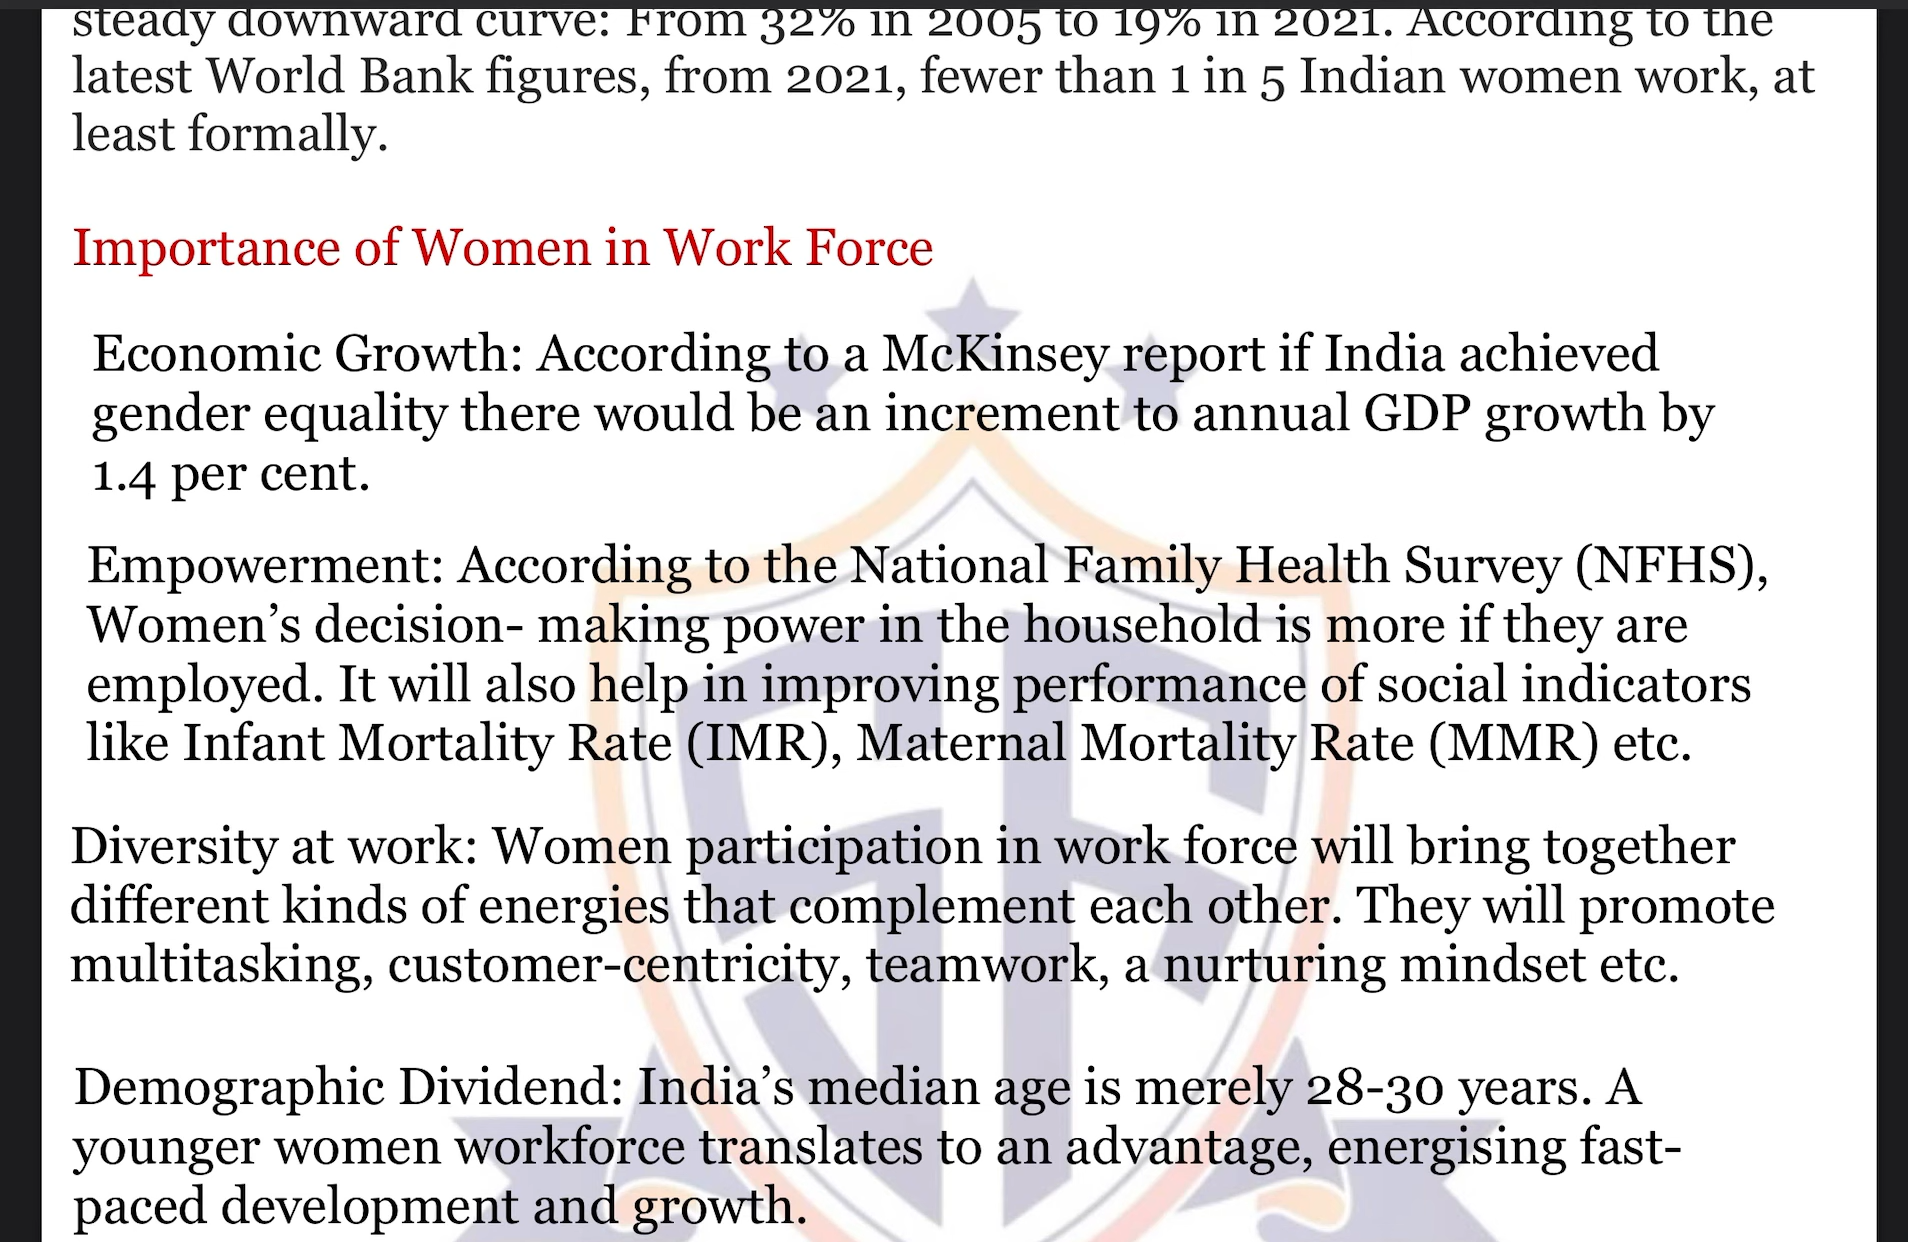 steady downward curve: From 32% in 2005 to 19% in 2021. According to the
latest World Bank figures, from 2021, fewer than 1 in 5 Indian women work, at
least formally.
Importance of Women in Work Force
Economic Growth: According to a McKinsey report if India achieved
gender equality there would be an increment to annual GDP growth by
1.4 per cent.
Empowerment: According to the National Family Health Survey (NFHS),
Women’s decision- making power in the household is more if they are
employed. It will also help in improving performance of social indicators
like Infant Mortality Rate (IMR), Maternal Mortality Rate (MMR) etc.
Diversity at work: Women participation in work force will bring together
different kinds of energies that complement each other. They will promote
multitasking, customer-centricity, teamwork, a nurturing mindset etc.
Demographic Dividend: India’s median age is merely 28-30 years. A
younger women workforce translates to an advantage, energising fast-
paced development and growth.